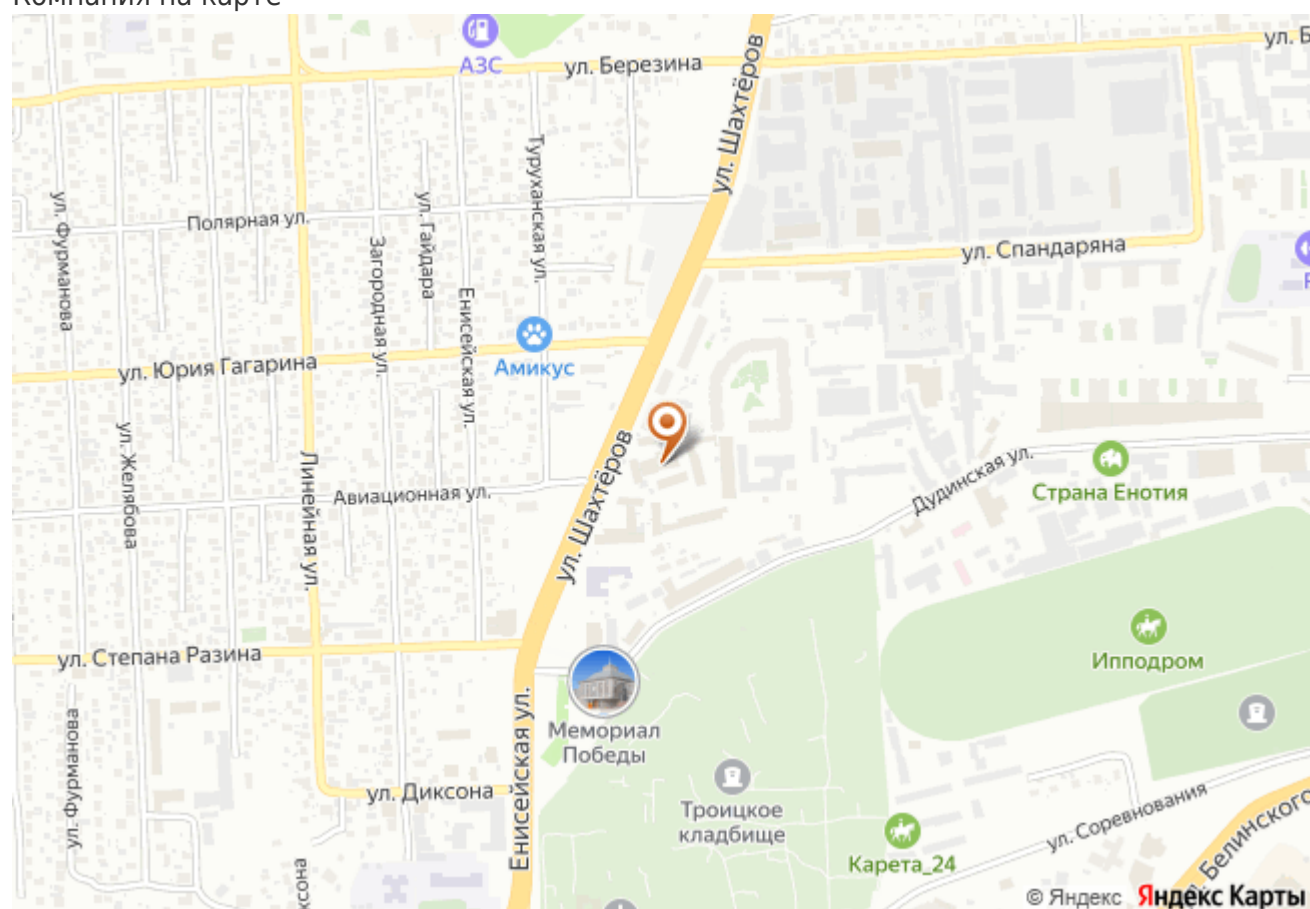 Компания на карте
АЗС
ул. Березина
ул. Б
ул. Шахтёров
Туруханская ул.
ул. Фурманова
Полярная ул.
ул. Гайдара
Загородная ул.
ул. Спандаряна
Енисейская ул.
ул. Юрия Гагарина
Амикус
ул. Желябова
Линейная ул.
Авиационная ул.
ул. Шахтёров
Дудинская ул.
Страна Енотия
ул. Степана Разина
Ипподром
Мемориал
Победы
ул. Фурманова
Енисейская ул.
ул. Диксона
Троицкое
кладбище
Карета_24
ул. Соревнования
ул. Белинского
ксона
© Яндекс Яндекс Карты